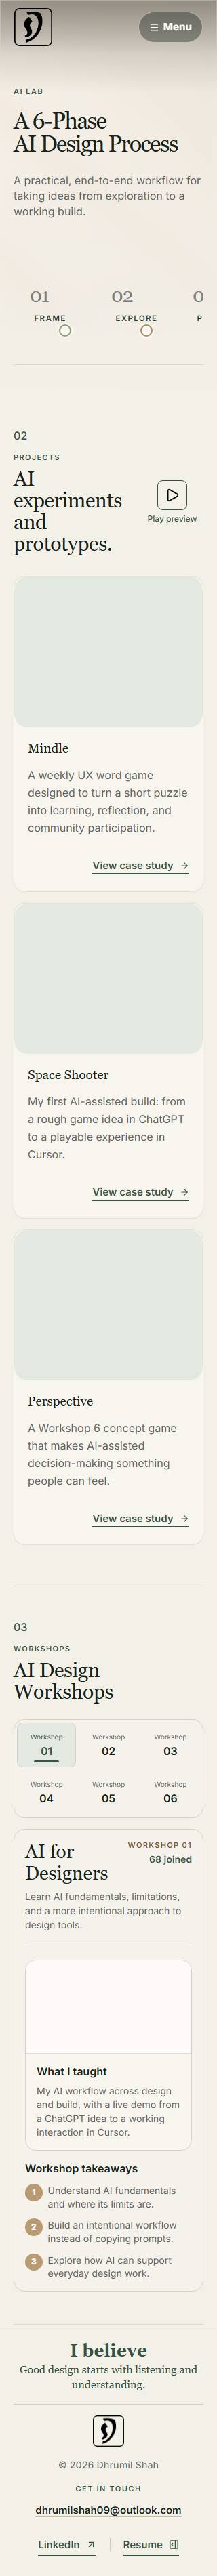 Menu
AI LAB
A 6-Phase
AI Design Process
A practical, end-to-end workflow for
taking ideas from exploration to a
working build.
01
02
0
FRAME
EXPLORE
P
02
PROJECTS
AI
experiments
and
prototypes.
Play preview
Mindle
A weekly UX word game
designed to turn a short puzzle
into learning, reflection, and
community participation.
View case study
Space Shooter
My first AI-assisted build: from
a rough game idea in ChatGPT
to a playable experience in
Cursor.
View case study
Perspective
A Workshop 6 concept game
that makes AI-assisted
decision-making something
people can feel.
View case study
03
WORKSHOPS
AI Design
Workshops
Workshop
01
Workshop
02
Workshop
03
Workshop
04
Workshop
05
Workshop
06
AI for
Designers
WORKSHOP 01
68 joined
Learn AI fundamentals, limitations,
and a more intentional approach to
design tools.
What I taught
My AI workflow across design
and build, with a live demo from
a ChatGPT idea to a working
interaction in Cursor.
Workshop takeaways
1 Understand AI fundamentals
and where its limits are.
2 Build an intentional workflow
instead of copying prompts.
3 Explore how AI can support
everyday design work.
I believe
Good design starts with listening and
understanding.
© 2026 Dhrumil Shah
GET IN TOUCH
dhrumilshah09@outlook.com
LinkedIn
Resume